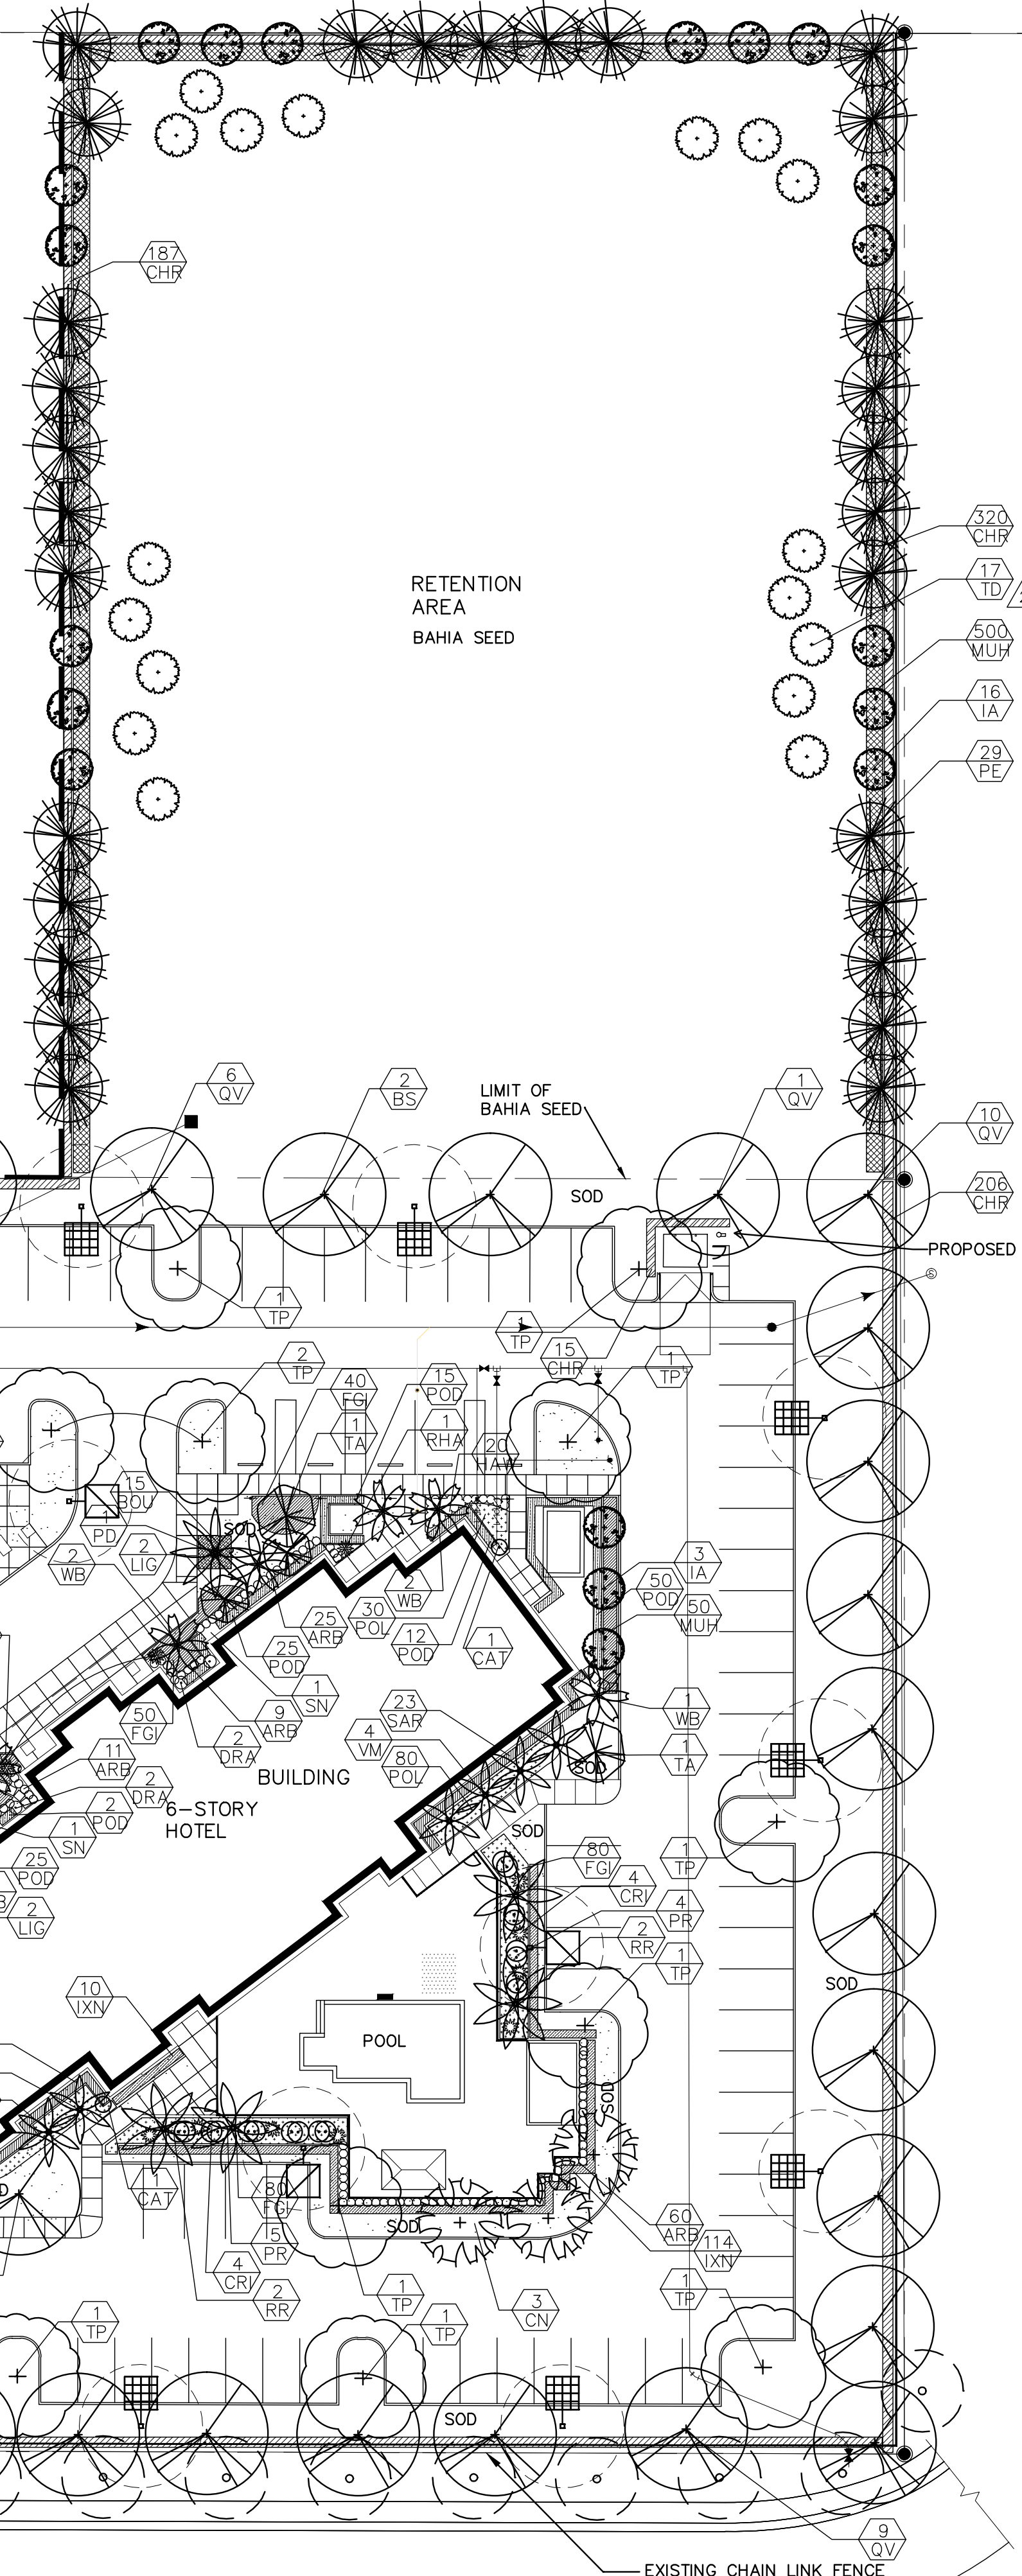 187
CHR
320
CHR
17
TD
RETENTION
AREA
BAHIA SEED
500
MUH
16
IA
29
PE
6
QV
2
BS
LIMIT OF
BAHIA SEED
1
QV
10
QV
SOD
206
CHR
PROPOSED
1
TP
1
TP
15
CHR
2
TP
1
TP
40
FGI
15
POD
1
TA
1
RHA
20
HAW
15
BOU
1
PD
SOD
2
LIG
2
WB
2
WB
3
IA
50
POD
50
MUH
25
ARB
30
POL
12
POD
1
CAT
25
POD
1
SN
9
ARB
50
FGI
2
DRA
23
SAR
4
VM
80
POL
1
WB
1
TA
SOD
11
ARB
2
DRA
BUILDING
6-STORY
HOTEL
2
POD
1
SN
SOD
25
POD
80
FGI
1
TP
4
CRI
2
LIG
4
PR
2
RR
1
TP
10
IXN
SOD
POOL
SOD
1
CAT
80
FGI
SOD
60
ARB
5
PR
114
IXN
4
CRI
2
RR
1
TP
3
CN
1
TP
1
TP
1
TP
SOD
9
QV
EXISTING CHAIN LINK FENCE